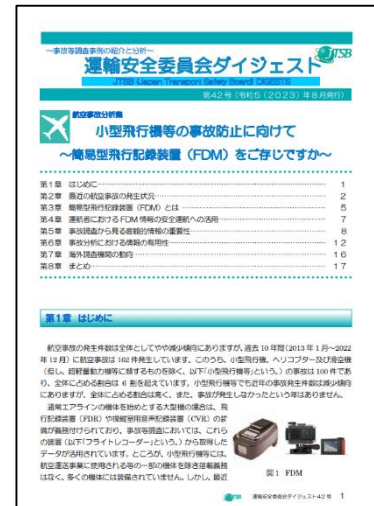 ～事故等調査事例の紹介と分析～
運輸安全委員会ダイジェスト
JTSB
JTSB (Japan Transport Safety Board) DIGESTS
第42号（令和5（2023）年8月発行）
航空事故分析集
小型飛行機等の事故防止に向けて
～簡易型飛行記録装置（FDM）をご存じですか～
第1章 はじめに 1
第2章 最近の航空事故の発生状況 2
第3章 簡易型飛行記録装置（FDM）とは 5
第4章 運航者におけるFDM情報の安全運航への活用 7
第5章 事故調査から見る客観的情報の重要性 8
第6章 事故分析における情報の有用性 12
第7章 海外調査機関の動向 16
第8章 まとめ 17
第1章 はじめに
航空事故の発生件数は全体としてやや減少傾向にありますが、過去10年間（2013年1月～2022
年12月）に航空事故は162件発生しています。このうち、小型飛行機、ヘリコプター及び滑空機
（但し、超軽量動力機等に類するものを除く、以下「小型飛行機等」という。）の事故は100件であ
り、全体に占める割合は6割を超えています。小型飛行機等でも近年の事故発生件数は減少傾向
にありますが、全体に占める割合は高く、また、事故が発生しなかったという年はありません。
通常エアラインの機体を始めとする大型機の場合は、飛
行記録装置（FDR）や操縦室用音声記録装置（CVR）の装
備が義務付けられており、事故等調査においては、これら
の装置（以下「フライトレコーダー」という。）から取得した
データが活用されています。ところが、小型飛行機等には、
航空運送事業に使用される等の一部の機体を除き搭載義務
はなく、多くの機体には装備されていません。しかし、最近
図1 FDM
JTSB 運輸安全委員会ダイジェスト42号 1